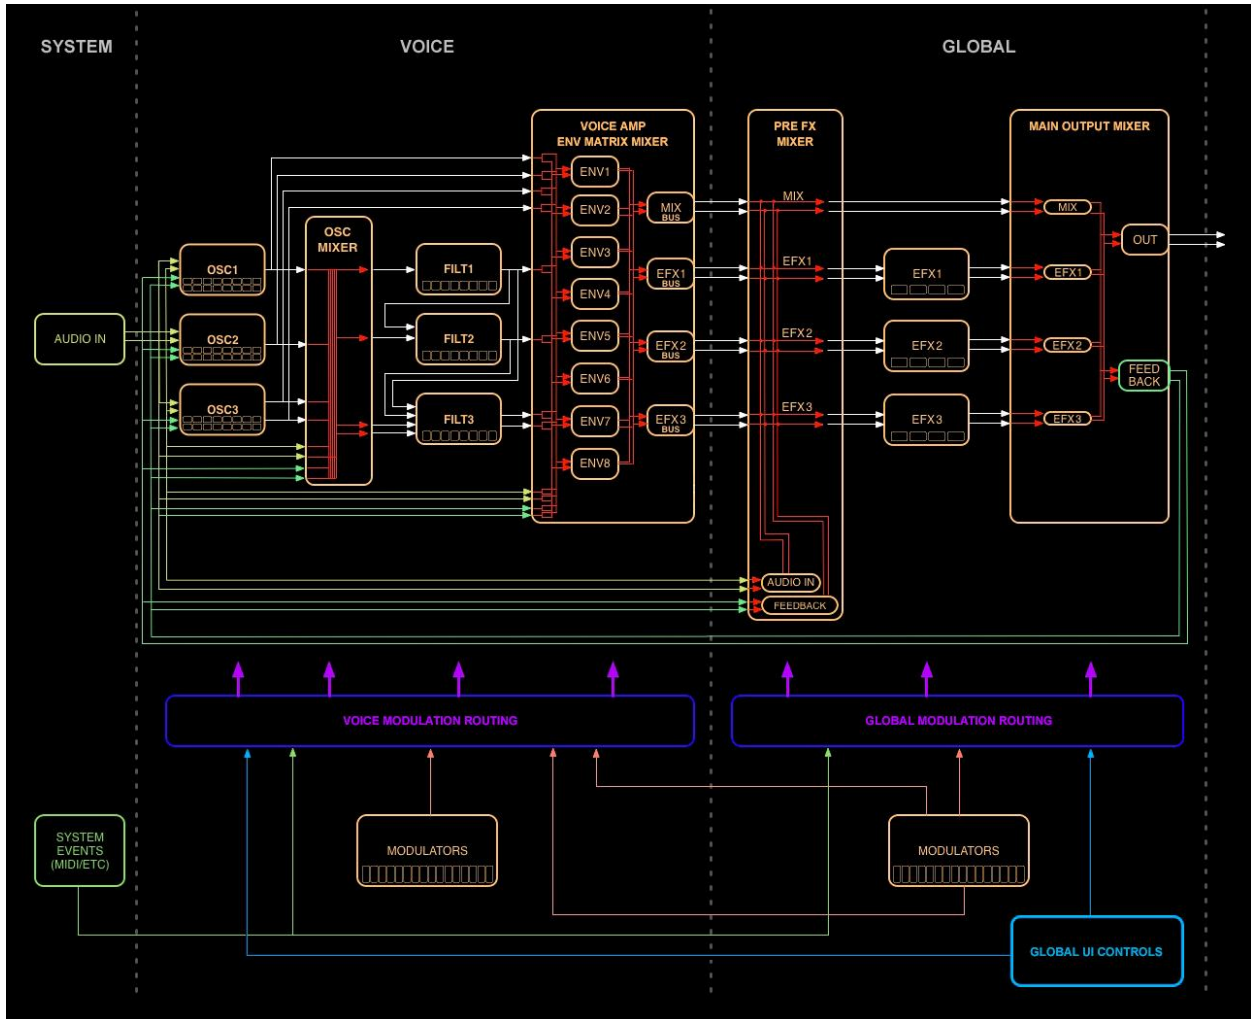 SYSTEM
VOICE
GLOBAL
VOICE AMP
ENV MATRIX MIXER
PRE FX
MIXER
MAIN OUTPUT MIXER
ENV1
ENV2
ENV3
ENV4
ENV5
ENV6
ENV7
ENV8
MIX
BUS
EFX1
BUS
EFX2
BUS
EFX3
BUS
OSC
MIXER
OSC1
OSC2
OSC3
FILT1
FILT2
FILT3
AUDIO IN
MIX
EFX1
EFX2
EFX3
AUDIO IN
FEEDBACK
EFX1
EFX2
EFX3
MIX
EFX1
EFX2
EFX3
OUT
FEED
BACK
VOICE MODULATION ROUTING
GLOBAL MODULATION ROUTING
SYSTEM
EVENTS
(MIDI/ETC)
MODULATORS
MODULATORS
GLOBAL UI CONTROLS